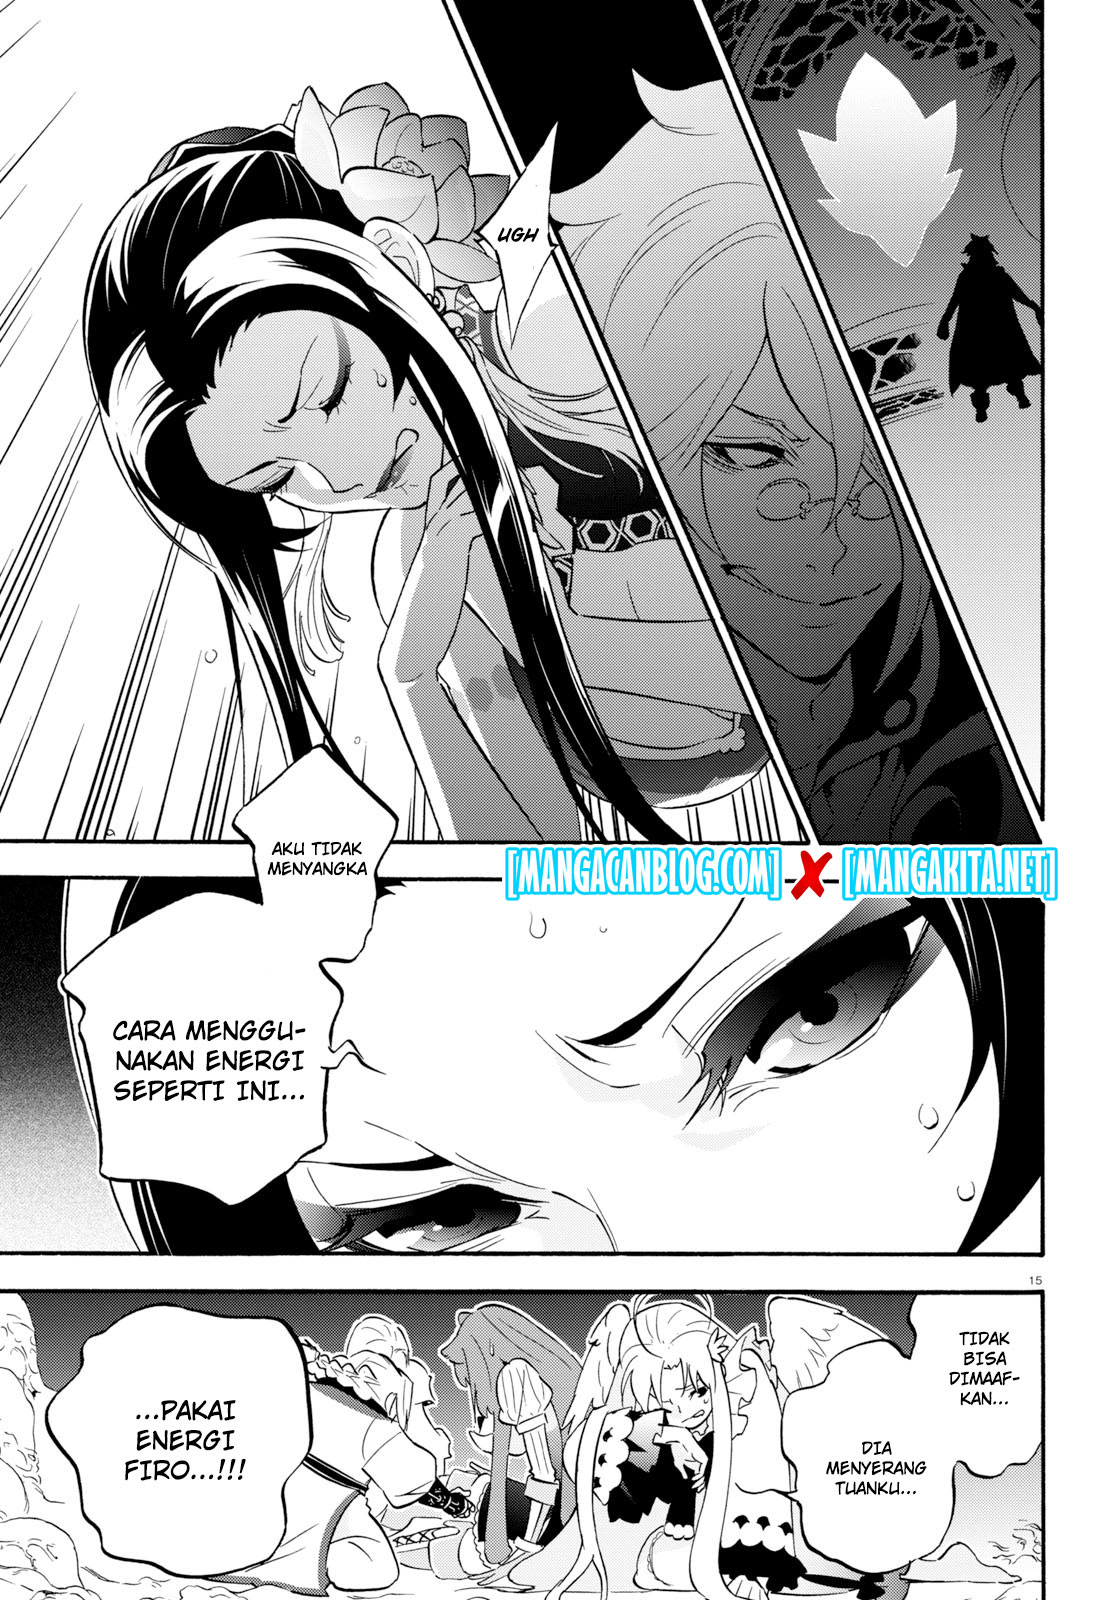 UGH
AKU TIDAK
MENYANGKA
[MANGACANBLOG.COM] X [MANGAKITA.NET]
CARA MENGGU-
NAKAN ENERGI
SEPERTI INI...
15
TIDAK
BISA
DIMAAF-
KAN...
DIA
MENYERANG
TUANKU...
...PAKAI
ENERGI
FIRO...!!!